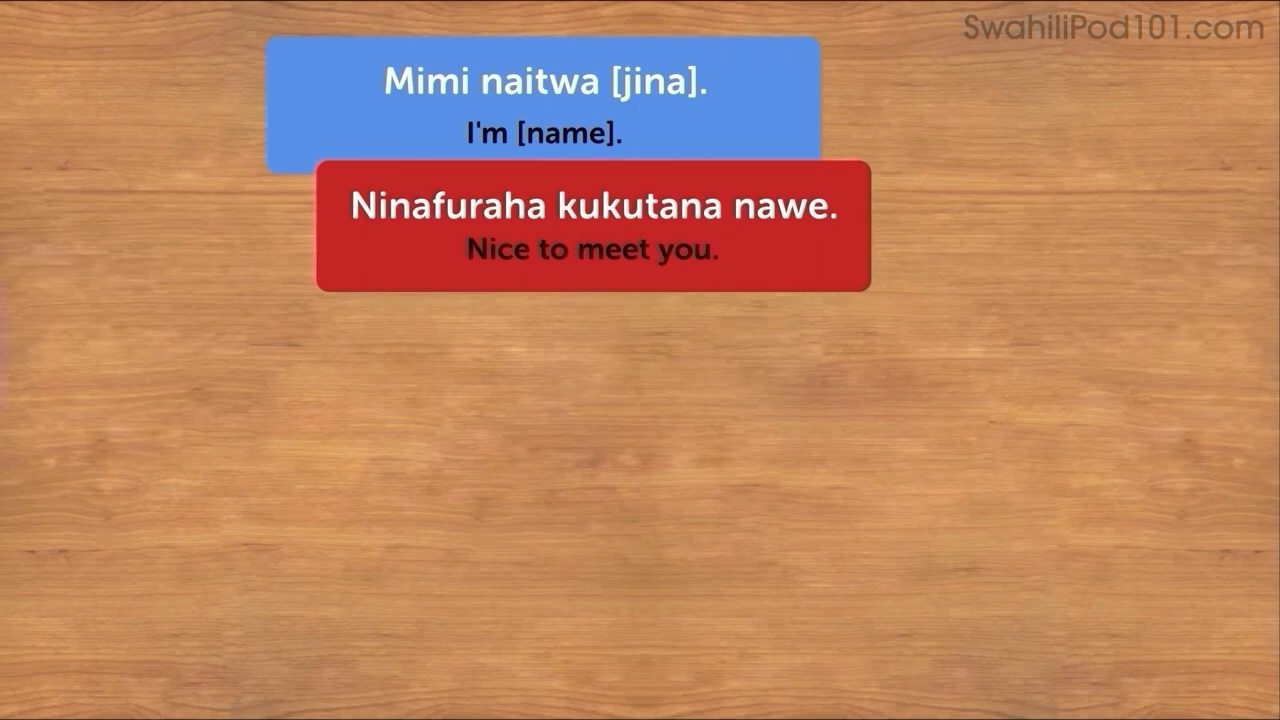 SwahiliPod101.com
Mimi naitwa [jina].
I'm [name].
Ninafuraha kukutana nawe.
Nice to meet you.